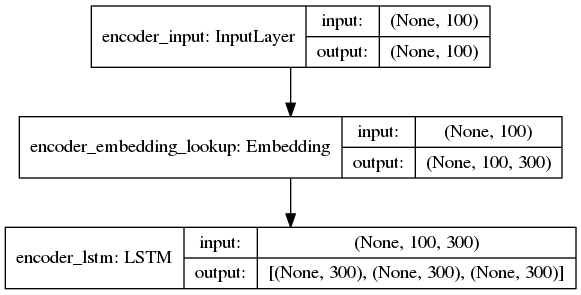 encoder_input: InputLayer
input: (None, 100)
output: (None, 100)
encoder_embedding_lookup: Embedding
input: (None, 100)
output: (None, 100, 300)
encoder_lstm: LSTM
input: (None, 100, 300)
output: [(None, 300), (None, 300), (None, 300)]